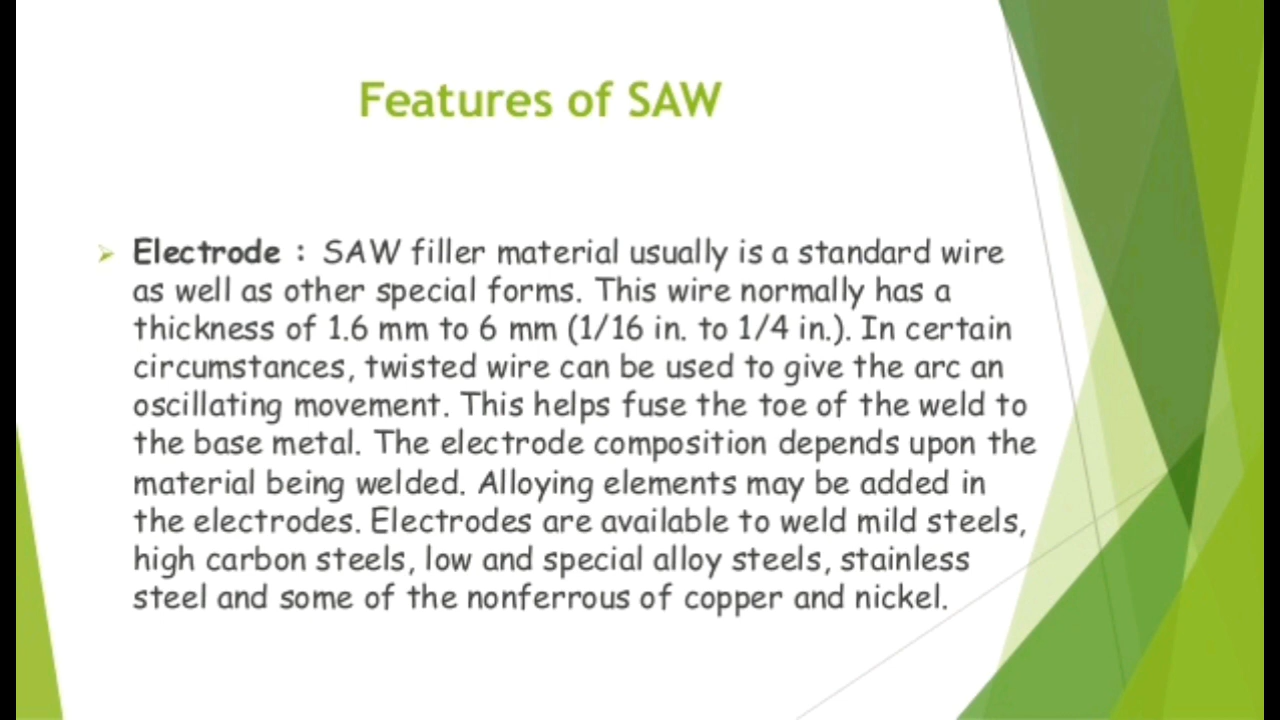 Features of SAW
Electrode : SAW filler material usually is a standard wire
as well as other special forms. This wire normally has a
thickness of 1.6 mm to 6 mm (1/16 in. to 1/4 in.). In certain
circumstances, twisted wire can be used to give the arc an
oscillating movement. This helps fuse the toe of the weld to
the base metal. The electrode composition depends upon the
material being welded. Alloying elements may be added in
the electrodes. Electrodes are available to weld mild steels,
high carbon steels, low and special alloy steels, stainless
steel and some of the nonferrous of copper and nickel.